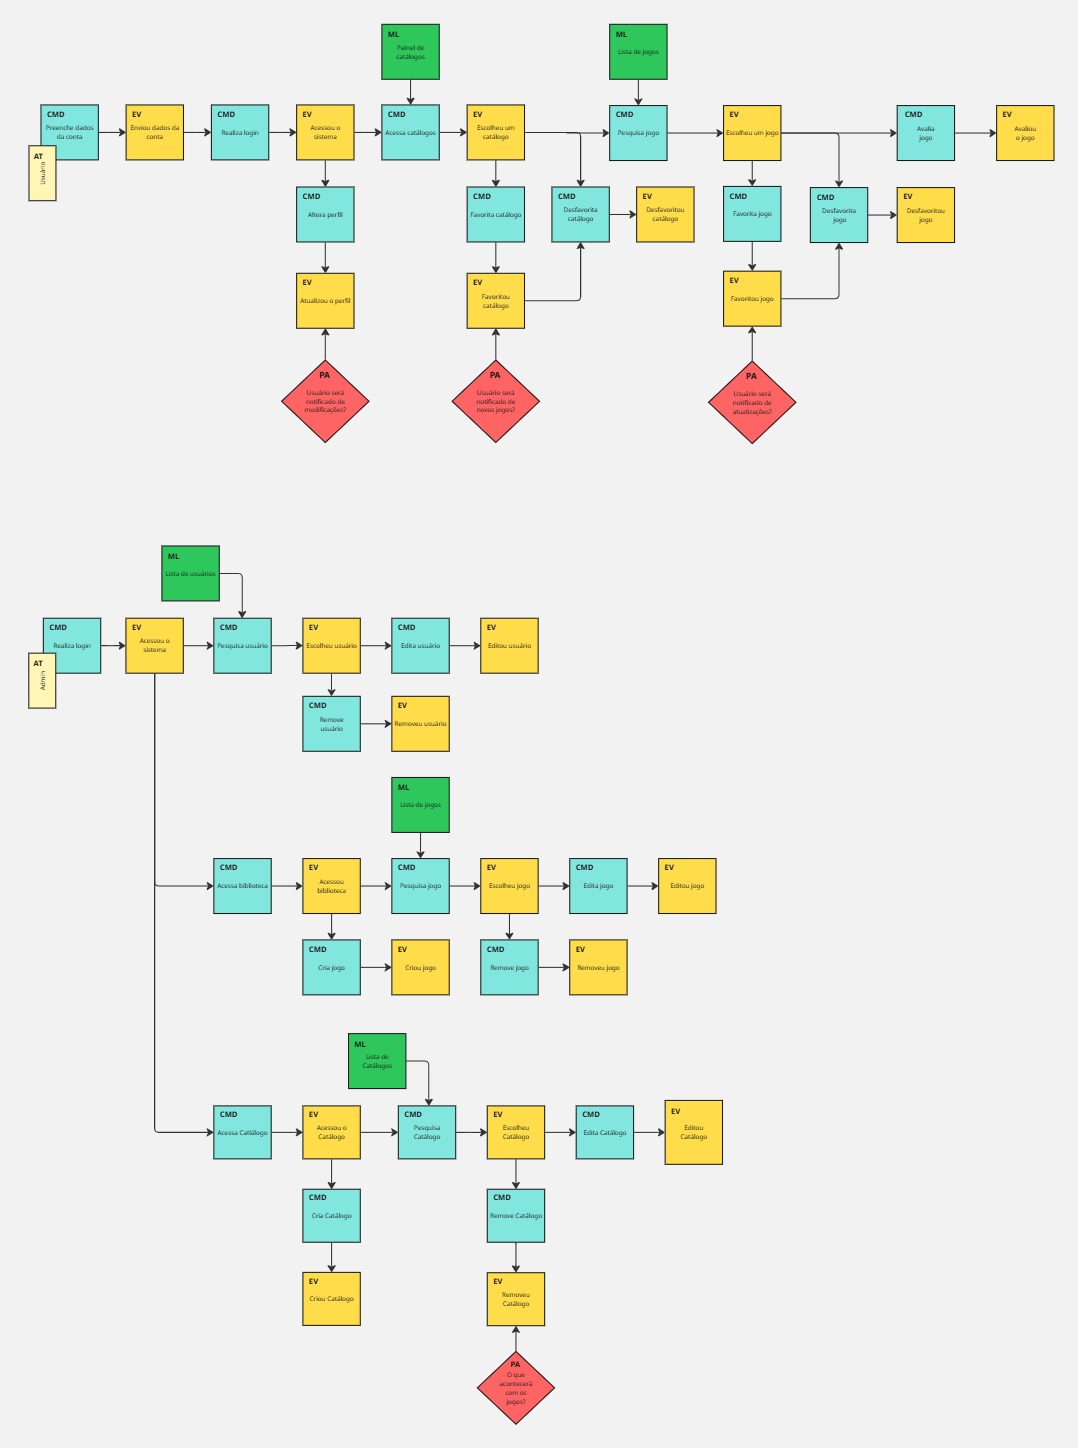 ML
Painel de
catálogos
ML
Lista de jogos
CMD
Preenche dados
da conta
AT
Usuário
EV
Enviou dados da
conta
CMD
Realiza login
EV
Acessou o
sistema
CMD
Acessa catálogos
EV
Escolheu um
catálogo
CMD
Pesquisa jogo
EV
Escolheu um jogo
CMD
Avalia
jogo
EV
Avaliou
o jogo
CMD
Altera perfil
CMD
Favorita catálogo
CMD
Desfavorita
catálogo
EV
Desfavoritou
catálogo
CMD
Favorita jogo
CMD
Desfavorita
jogo
EV
Desfavoritou
jogo
EV
Atualizou o perfil
EV
Favoritou
catálogo
EV
Favoritou jogo
PA
Usuário será
notificado de
modificações?
PA
Usuário será
notificado de
novos jogos?
PA
Usuário será
notificado de
atualizações?
ML
Lista de usuários
CMD
Realiza login
AT
Admin
EV
Acessou o
sistema
CMD
Pesquisa usuário
EV
Escolheu usuário
CMD
Edita usuário
EV
Editou usuário
CMD
Remove
usuário
EV
Removeu usuário
ML
Lista de jogos
CMD
Acessa biblioteca
EV
Acessou
biblioteca
CMD
Pesquisa jogo
EV
Escolheu jogo
CMD
Edita jogo
EV
Editou jogo
CMD
Cria jogo
EV
Criou jogo
CMD
Remove jogo
EV
Removeu jogo
ML
Lista de
Catálogos
CMD
Acessa Catlálogo
EV
Acessou o
Catálogo
CMD
Pesquisa
Catálogo
EV
Escolheu
Catálogo
CMD
Edita Catálogo
EV
Editou
Catálogo
CMD
Cria Catálogo
CMD
Remove Catálogo
EV
Criou Catálogo
EV
Removeu
Catálogo
PA
O que
acontecerá
com os
jogos?